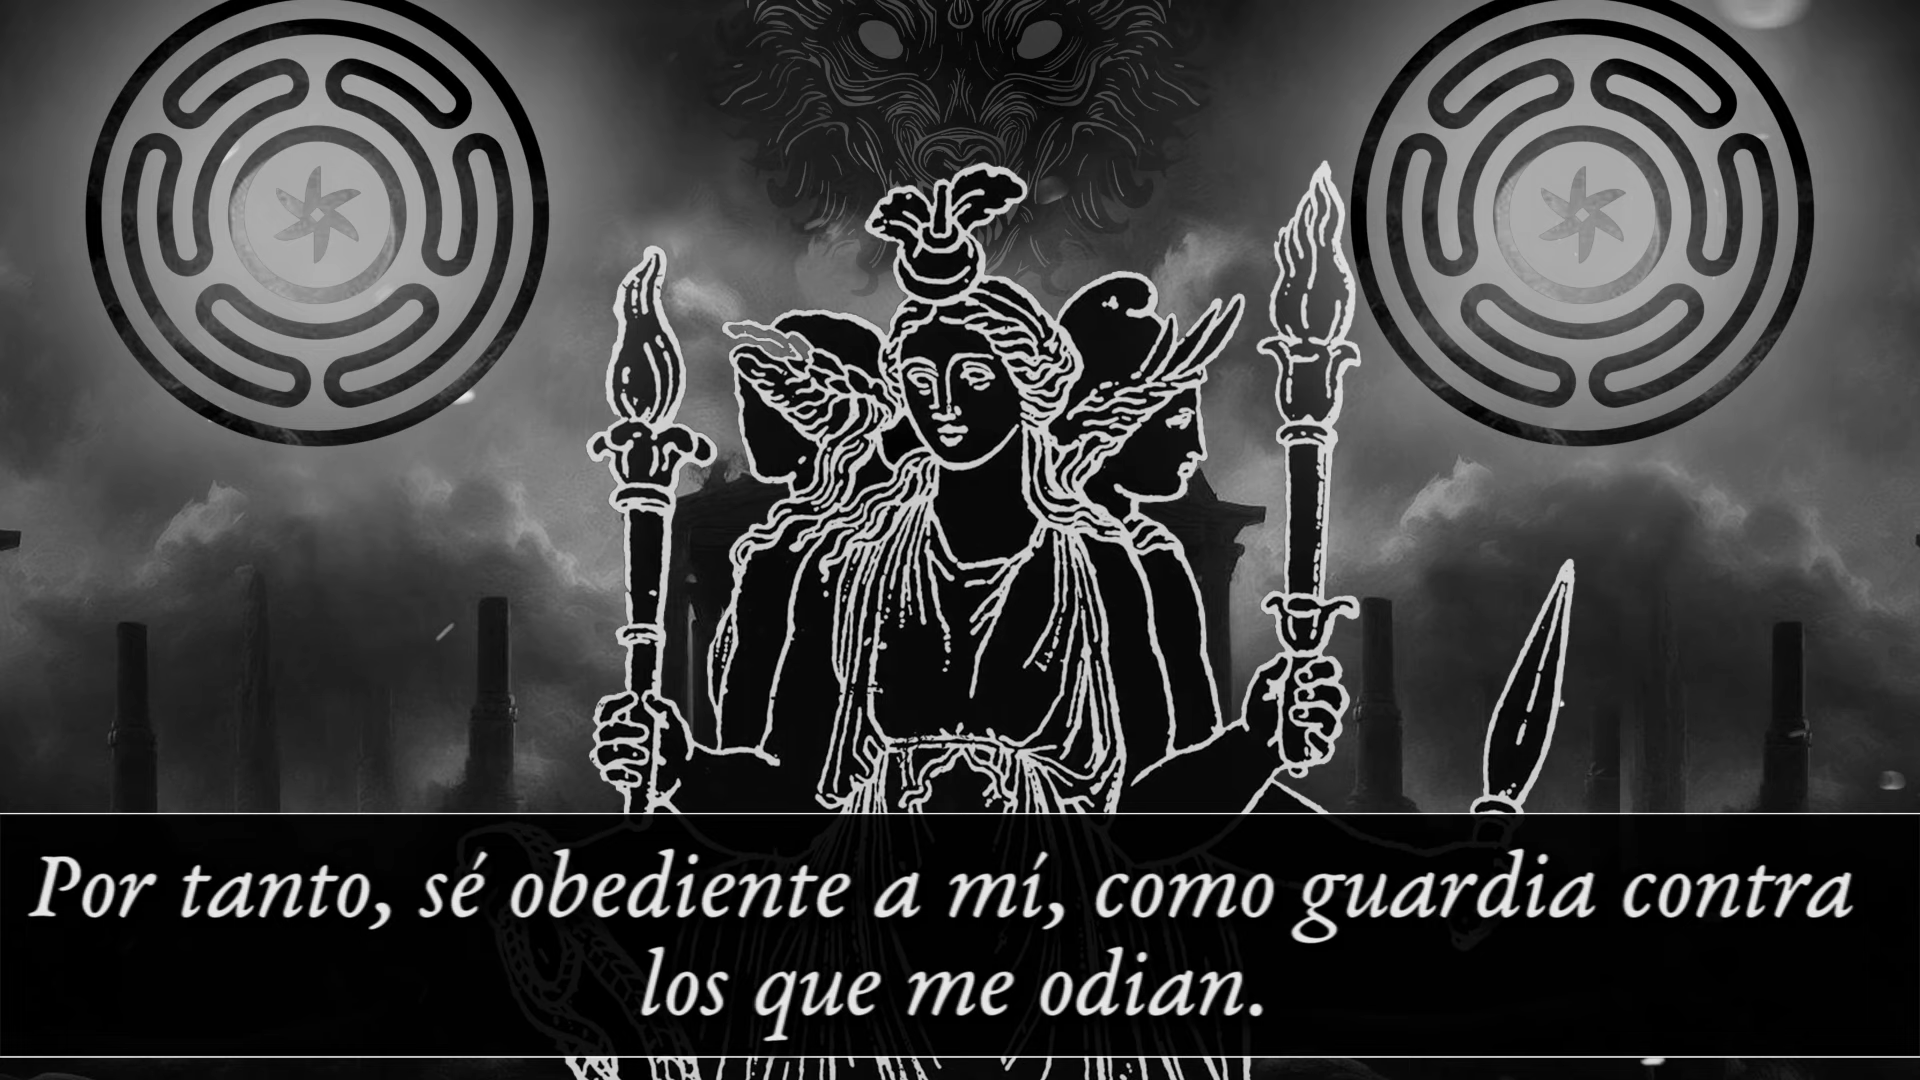 Por tanto, sé obediente a mí, como guardia contra
los que me odian.